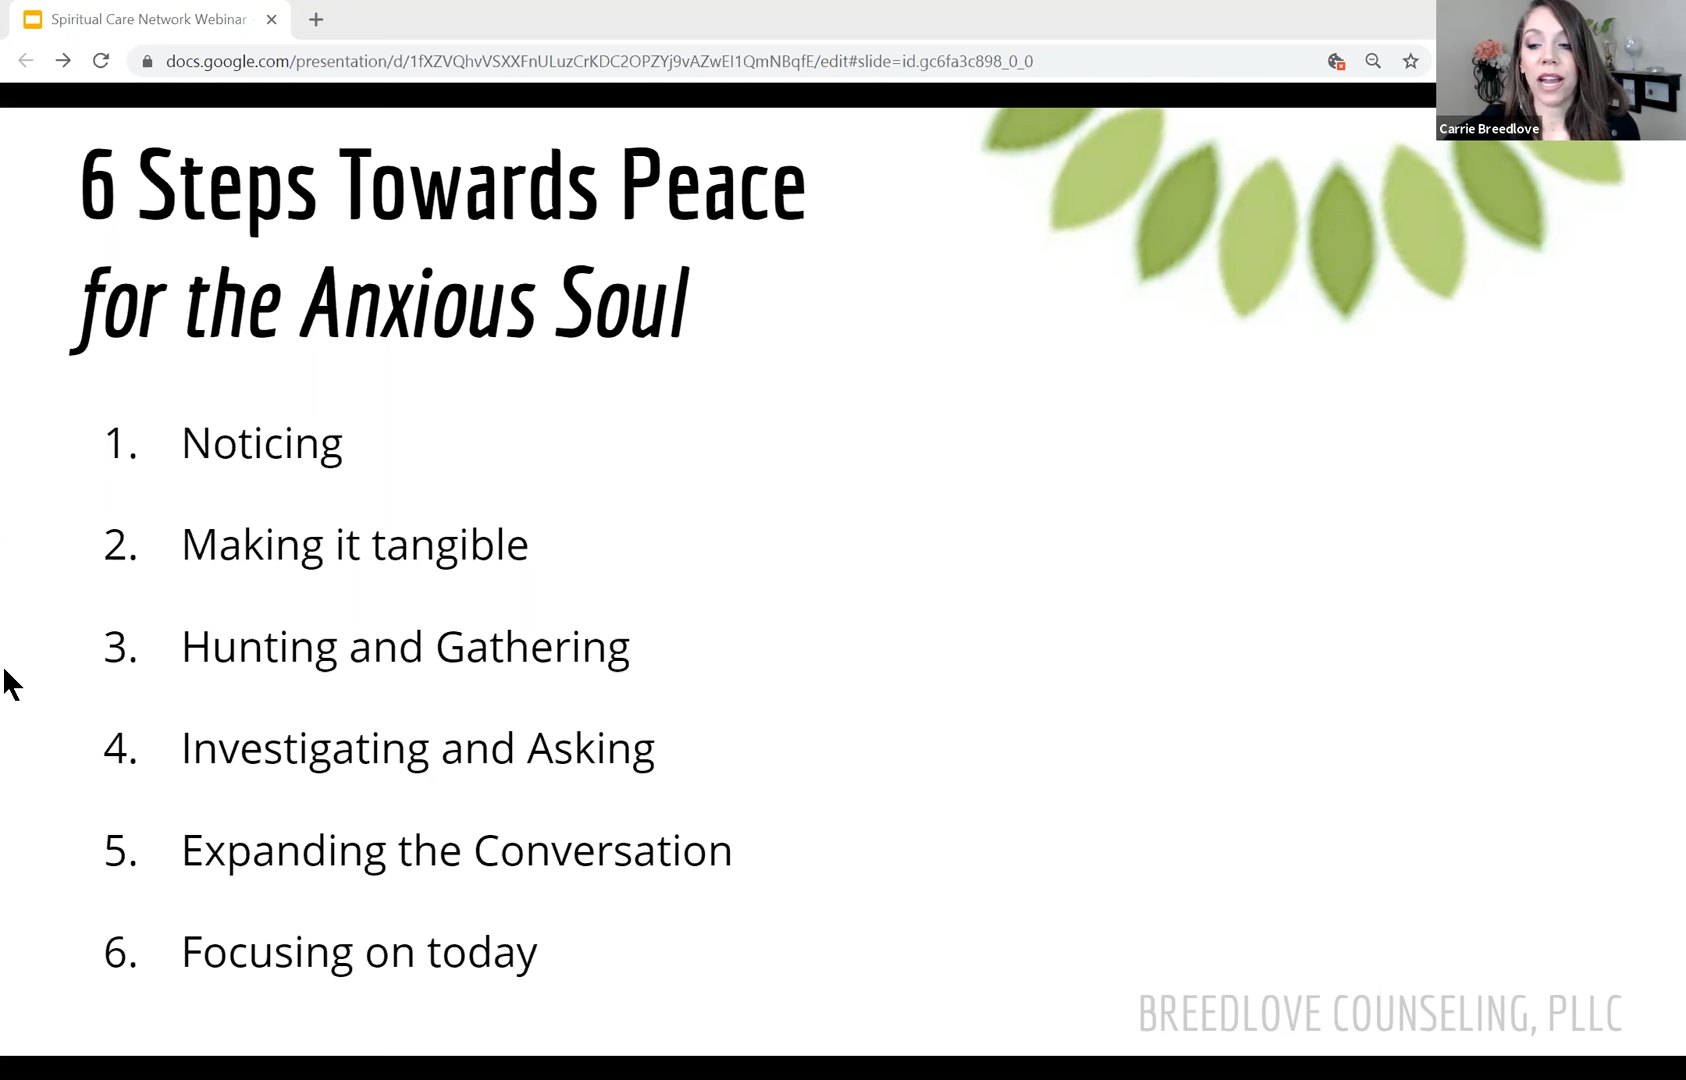 Spiritual Care Network Webinar
docs.google.com/presentation/d/1fXZVQhvVSXXFnULuzCrKDC2OPZYj9vAZwEI1QmNBqfE/edit#slide=id.gc6fa3c898_0_0
Carrie Breedlove
6 Steps Towards Peace
for the Anxious Soul
1. Noticing
2. Making it tangible
3. Hunting and Gathering
4. Investigating and Asking
5. Expanding the Conversation
6. Focusing on today
BREEDLOVE COUNSELING, PLLC